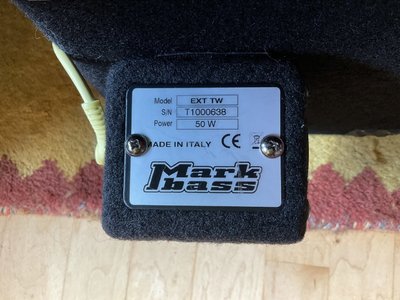 Model EXT TW
S/N T1000638
Power 50 W
MADE IN ITALY CE
Mark
bass